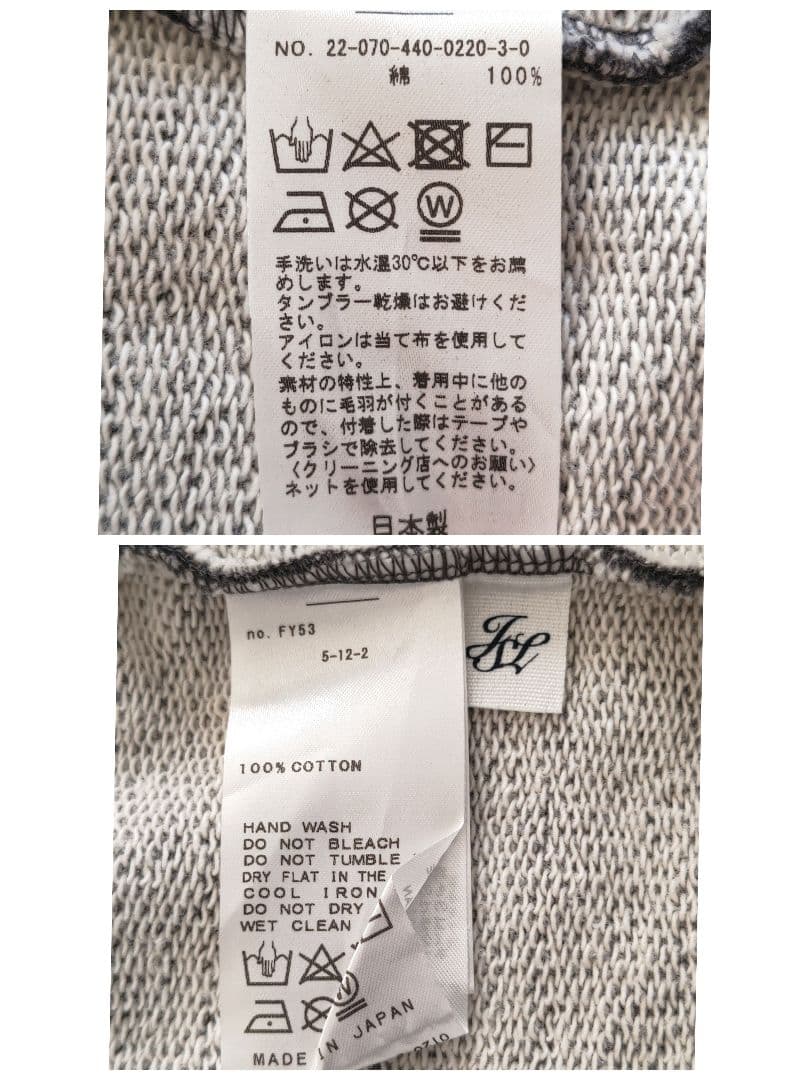 NO. 22-070-440-0220-3-0
綿 100%
W
手洗いは水温30℃以下をお薦
めします。
タンブラー乾燥はお避けくだ
さい。
アイロンは当て布を使用して
ください。
素材の特性上、着用中に他の
ものに毛羽が付くことがある
ので、付着した際はテープや
ブラシで除去してください。
〈クリーニング店へのお願い〉
ネットを使用してください。
日本製
no. FY53
5-12-2
100% COTTON
HAND WASH
DO NOT BLEACH
DO NOT TUMBLE
DRY FLAT IN THE
COOL IRON
DO NOT DRY
WET CLEAN
W
MADE IN JAPAN